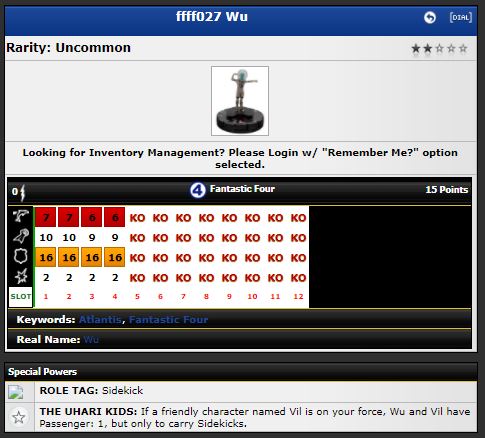 ffff027 Wu
[DIAL]
Rarity: Uncommon
Looking for Inventory Management? Please Login w/ "Remember Me?" option
selected.
0 4 Fantastic Four 15 Points
7 7 6 6 KO KO KO KO KO KO KO KO
10 10 9 9 KO KO KO KO KO KO KO KO
16 16 16 16 KO KO KO KO KO KO KO KO
2 2 2 2 KO KO KO KO KO KO KO KO
SLOT 1 2 3 4 5 6 7 8 9 10 11 12
Keywords: Atlantis, Fantastic Four
Real Name: Wu
Special Powers
ROLE TAG: Sidekick
THE UHARI KIDS: If a friendly character named Vil is on your force, Wu and Vil have
Passenger: 1, but only to carry Sidekicks.